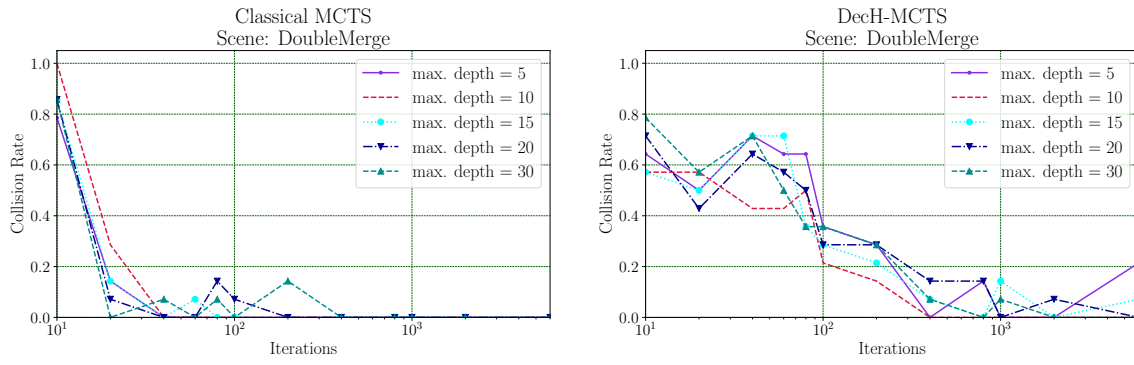 Classical MCTS
Scene: DoubleMerge
Collision Rate
1.0
0.8
0.6
0.4
0.2
0.0
10^1
10^2
10^3
Iterations
max. depth = 5
max. depth = 10
max. depth = 15
max. depth = 20
max. depth = 30
DecH-MCTS
Scene: DoubleMerge
Collision Rate
1.0
0.8
0.6
0.4
0.2
0.0
10^1
10^2
10^3
Iterations
max. depth = 5
max. depth = 10
max. depth = 15
max. depth = 20
max. depth = 30